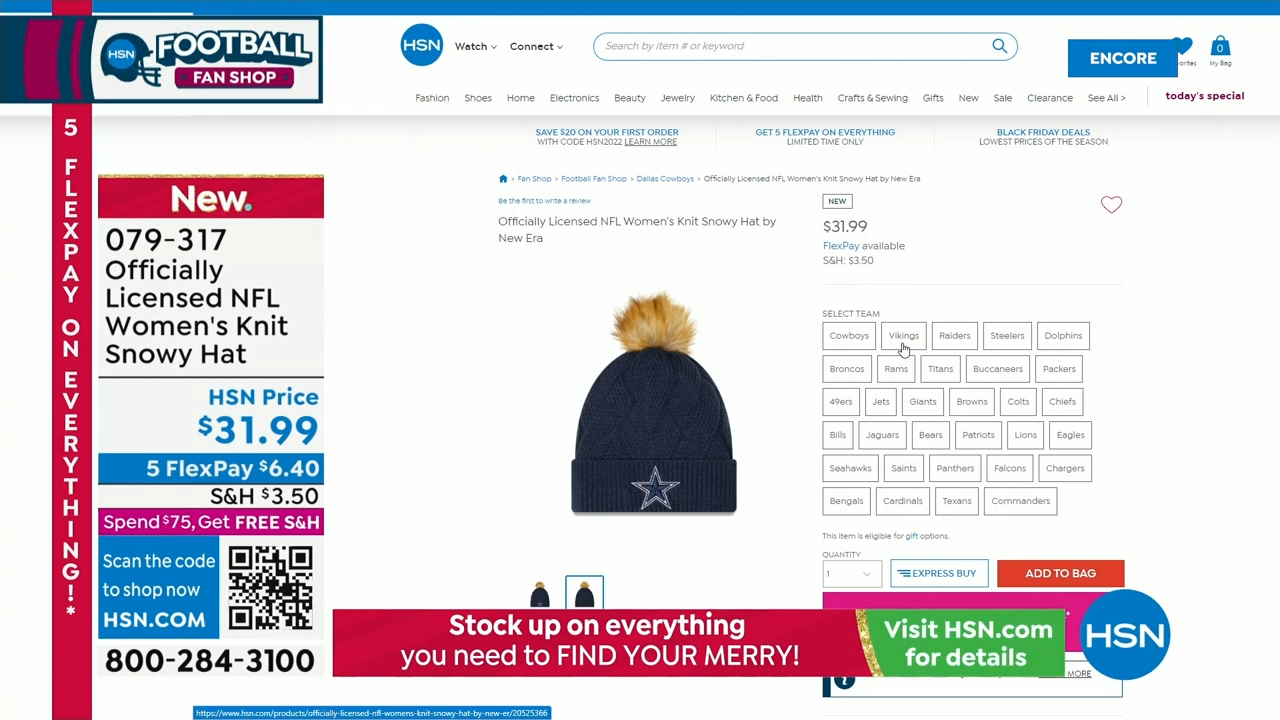 HSN
FOOTBALL
FAN SHOP
5 FLEXPAY ON EVERYTHING!*
New.
079-317
Officially
Licensed NFL
Women's Knit
Snowy Hat
HSN Price
$31.99
5 FlexPay $6.40
S&H $3.50
Spend $75, Get FREE S&H
Scan the code
to shop now
HSN.COM
800-284-3100
HSN
Watch
Connect
Search by item # or keyword
ENCORE
0
My Bag
Fashion Shoes Home Electronics Beauty Jewelry Kitchen & Food Health Crafts & Sewing Gifts New Sale Clearance See All > today's special
SAVE $20 ON YOUR FIRST ORDER
WITH CODE HSN2022 LEARN MORE
GET 5 FLEXPAY ON EVERYTHING
LIMITED TIME ONLY
BLACK FRIDAY DEALS
LOWEST PRICES OF THE SEASON
> Fan Shop > Football Fan Shop > Dallas Cowboys > Officially Licensed NFL Women's Knit Snowy Hat by New Era
Be the first to write a review
Officially Licensed NFL Women's Knit Snowy Hat by
New Era
NEW
$31.99
FlexPay available
S&H: $3.50
SELECT TEAM
Cowboys Vikings Raiders Steelers Dolphins
Broncos Rams Titans Buccaneers Packers
49ers Jets Giants Browns Colts Chiefs
Bills Jaguars Bears Patriots Lions Eagles
Seahawks Saints Panthers Falcons Chargers
Bengals Cardinals Texans Commanders
This item is eligible for gift options.
QUANTITY
1
EXPRESS BUY
ADD TO BAG
Stock up on everything
you need to FIND YOUR MERRY!
Visit HSN.com
for details
HSN
MORE
https://www.hsn.com/products/officially-licensed-nfl-womens-knit-snowy-hat-by-new-er/20525366